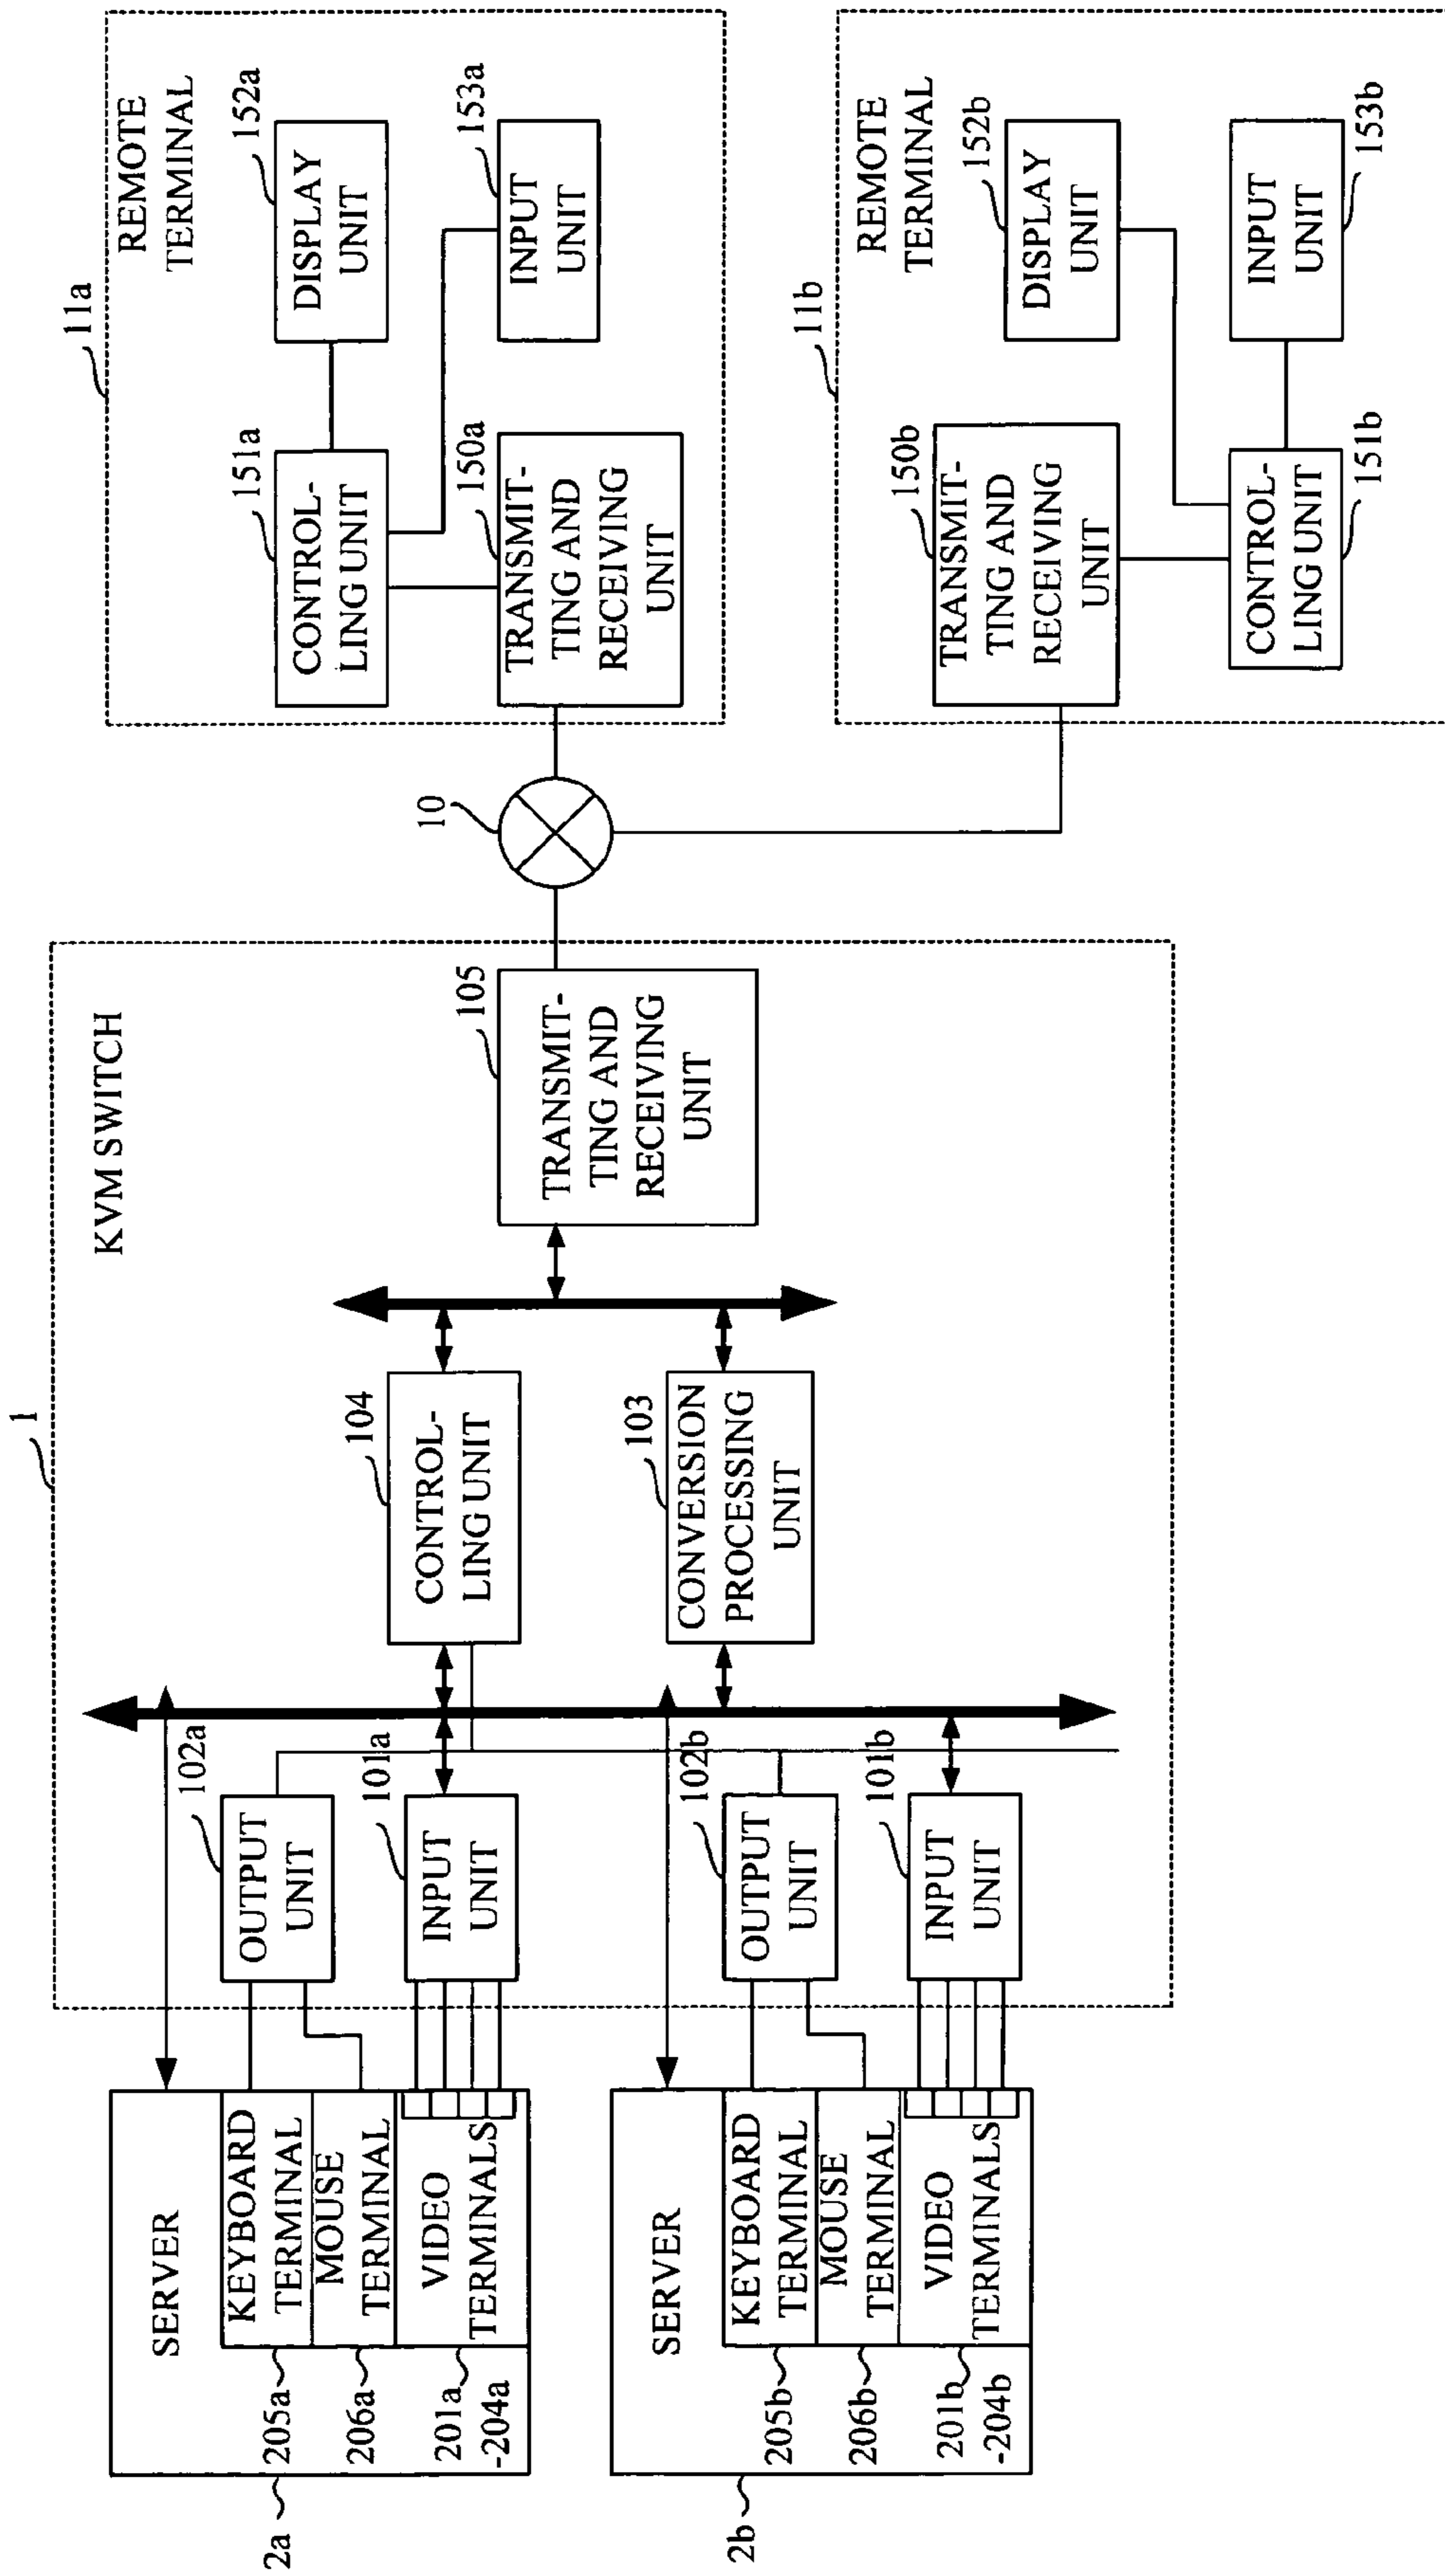 1
KVM SWITCH
2a
SERVER
205a
KEYBOARD
TERMINAL
206a
MOUSE
TERMINAL
201a
-204a
VIDEO
TERMINALS
102a
OUTPUT
UNIT
101a
INPUT
UNIT
2b
SERVER
205b
KEYBOARD
TERMINAL
206b
MOUSE
TERMINAL
201b
-204b
VIDEO
TERMINALS
102b
OUTPUT
UNIT
101b
INPUT
UNIT
104
CONTROL-
LING UNIT
103
CONVERSION
PROCESSING
UNIT
105
TRANSMIT-
TING AND
RECEIVING
UNIT
10
11a
REMOTE
TERMINAL
151a
CONTROL-
LING UNIT
152a
DISPLAY
UNIT
150a
TRANSMIT-
TING AND
RECEIVING
UNIT
153a
INPUT
UNIT
11b
REMOTE
TERMINAL
150b
TRANSMIT-
TING AND
RECEIVING
UNIT
152b
DISPLAY
UNIT
CONTROL-
LING UNIT
151b
INPUT
UNIT
153b